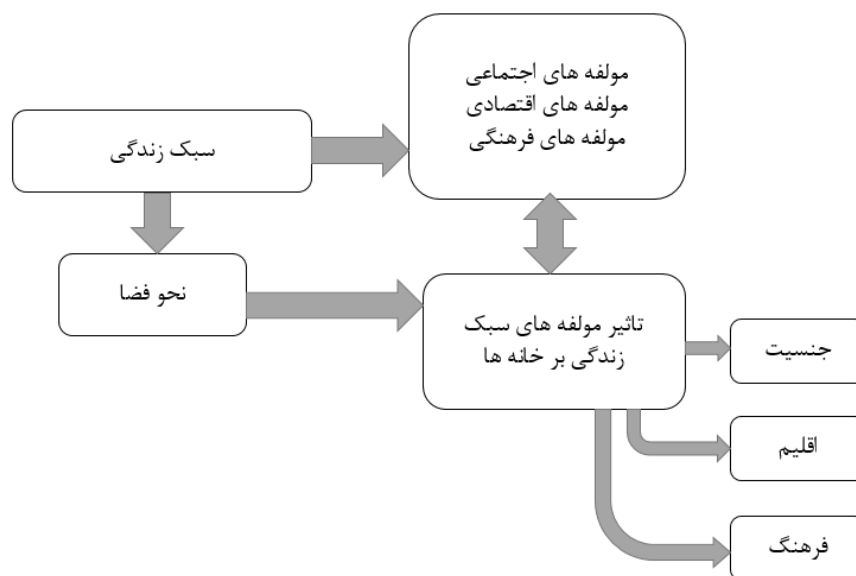 مولفه های اجتماعی
مولفه های اقتصادی
مولفه های فرهنگی
سبک زندگی
نحو فضا
تاثیر مولفه های سبک
زندگی بر خانه ها
جنسیت
اقلیم
فرهنگ